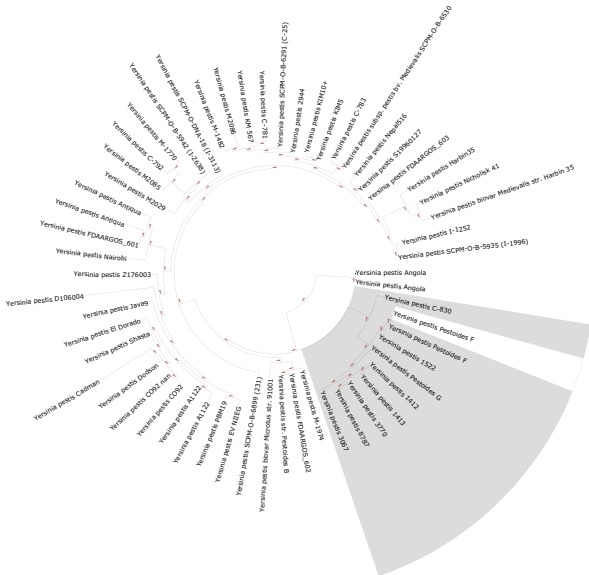 Yersinia pestis Angola
Yersinia pestis Angola
Yersinia pestis C-830
Yersinia pestis Pestoides F
Yersinia pestis Pestoides F
Yersinia pestis 1522
Yersinia pestis Pestoides G
Yersinia pestis 1412
Yersinia pestis 1413
Yersinia pestis 3770
Yersinia pestis 8787
Yersinia pestis 3067
Yersinia pestis M-1974
Yersinia pestis FDAARGOS_602
Yersinia pestis str. Pestoides B
Yersinia pestis biovar Microtus str. 91001
Yersinia pestis SCPM-O-B-6899 (231)
Yersinia pestis EV NIIEG
Yersinia pestis PBM19
Yersinia pestis A1122
Yersinia pestis A1122
Yersinia pestis CO92
Yersinia pestis CO92 nan
Yersinia pestis Dodson
Yersinia pestis Cadman
Yersinia pestis Shasta
Yersinia pestis El Dorado
Yersinia pestis Java9
Yersinia pestis D106004
Yersinia pestis Z176003
Yersinia pestis Nairobi
Yersinia pestis FDAARGOS_601
Yersinia pestis Antiqua
Yersinia pestis Antiqua
Yersinia pestis M2029
Yersinia pestis M2085
Yersinia pestis C-792
Yersinia pestis M-1770
Yersinia pestis SCPM-O-B-5942 (I-2638)
Yersinia pestis SCPM-O-DNA-18 (I-3113)
Yersinia pestis M-1482
Yersinia pestis M2086
Yersinia pestis KM 567
Yersinia pestis C-781
Yersinia pestis SCPM-O-B-6291 (C-25)
Yersinia pestis 2944
Yersinia pestis KIM10+
Yersinia pestis KIM5
Yersinia pestis C-783
Yersinia pestis subsp. pestis bv. Medievalis SCPM-O-B-6530
Yersinia pestis Nepal516
Yersinia pestis S19960127
Yersinia pestis FDAARGOS_603
Yersinia pestis Harbin35
Yersinia pestis Nicholisk 41
Yersinia pestis biovar Medievalis str. Harbin 35
Yersinia pestis I-1252
Yersinia pestis SCPM-O-B-5935 (I-1996)